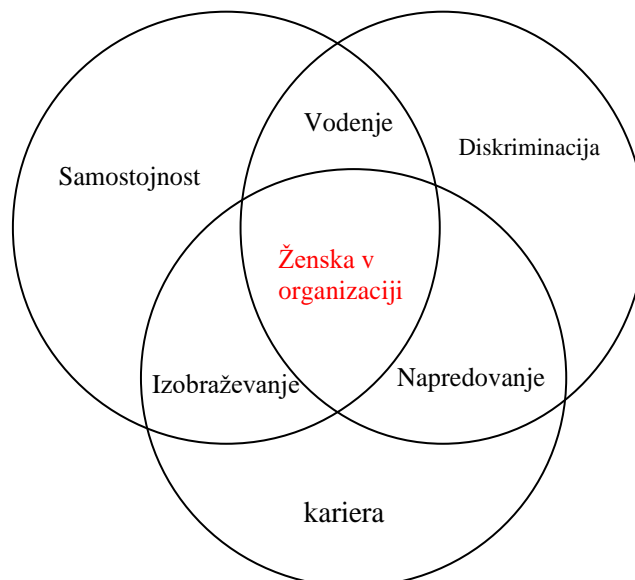 Vodenje
Diskriminacija
Samostojnost
Ženska v
organizaciji
Izobraževanje
Napredovanje
kariera